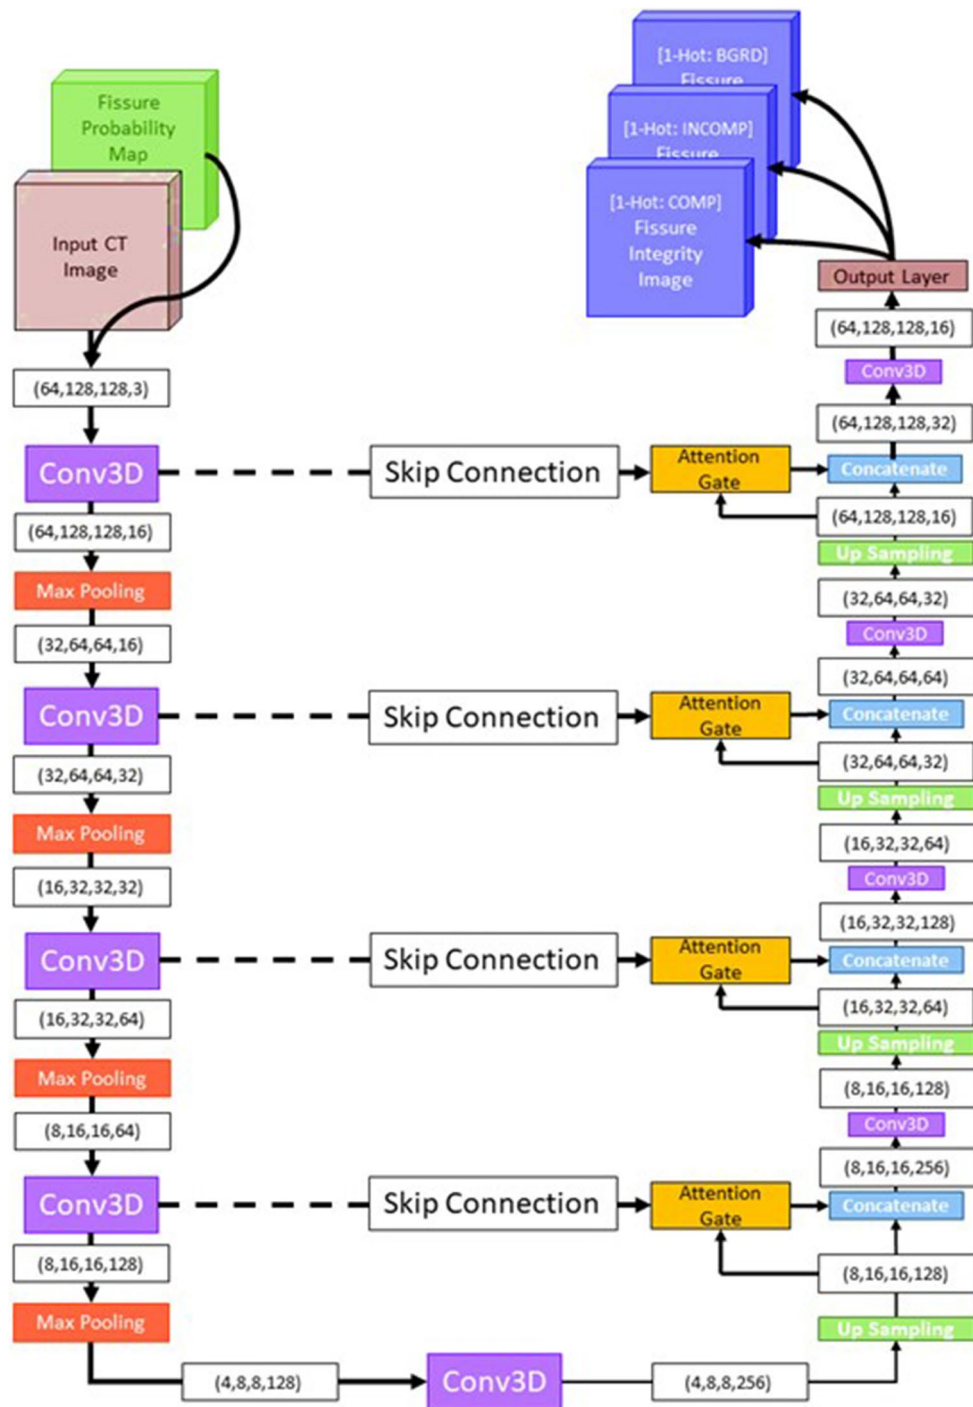 Fissure
Probability
Map
Input CT
Image
(64,128,128,3)
Conv3D
(64,128,128,16)
Max Pooling
(32,64,64,16)
Conv3D
(32,64,64,32)
Max Pooling
(16,32,32,32)
Conv3D
(16,32,32,64)
Max Pooling
(8,16,16,64)
Conv3D
(8,16,16,128)
Max Pooling
(4,8,8,128)
Conv3D
(4,8,8,256)
Skip Connection
Skip Connection
Skip Connection
Skip Connection
Attention
Gate
Attention
Gate
Attention
Gate
Attention
Gate
[1-Hot: BGRD]
Fissure
[1-Hot: INCOMP]
Fissure
[1-Hot: COMP]
Fissure
Integrity
Image
Output Layer
(64,128,128,16)
Conv3D
(64,128,128,32)
Concatenate
(64,128,128,16)
Up Sampling
(32,64,64,32)
Conv3D
(32,64,64,64)
Concatenate
(32,64,64,32)
Up Sampling
(16,32,32,64)
Conv3D
(16,32,32,128)
Concatenate
(16,32,32,64)
Up Sampling
(8,16,16,128)
Conv3D
(8,16,16,256)
Concatenate
(8,16,16,128)
Up Sampling